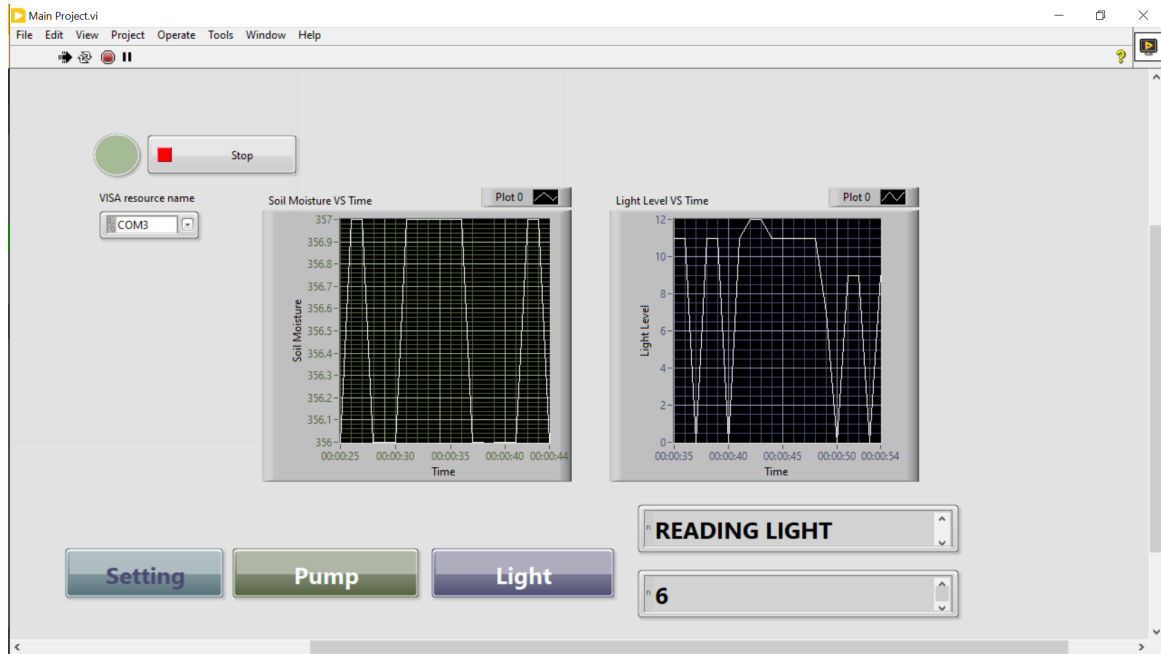 Main Project.vi
File Edit View Project Operate Tools Window Help
Stop
VISA resource name
COM3
Soil Moisture VS Time
Plot 0
357
356.9
356.8
356.7
356.6
356.5
356.4
356.3
356.2
356.1
356
Soil Moisture
00:00:25 00:00:30 00:00:35 00:00:40 00:00:44
Time
Light Level VS Time
Plot 0
12
10
8
6
4
2
0
Light Level
00:00:35 00:00:40 00:00:45 00:00:50 00:00:54
Time
READING LIGHT
6
Setting
Pump
Light